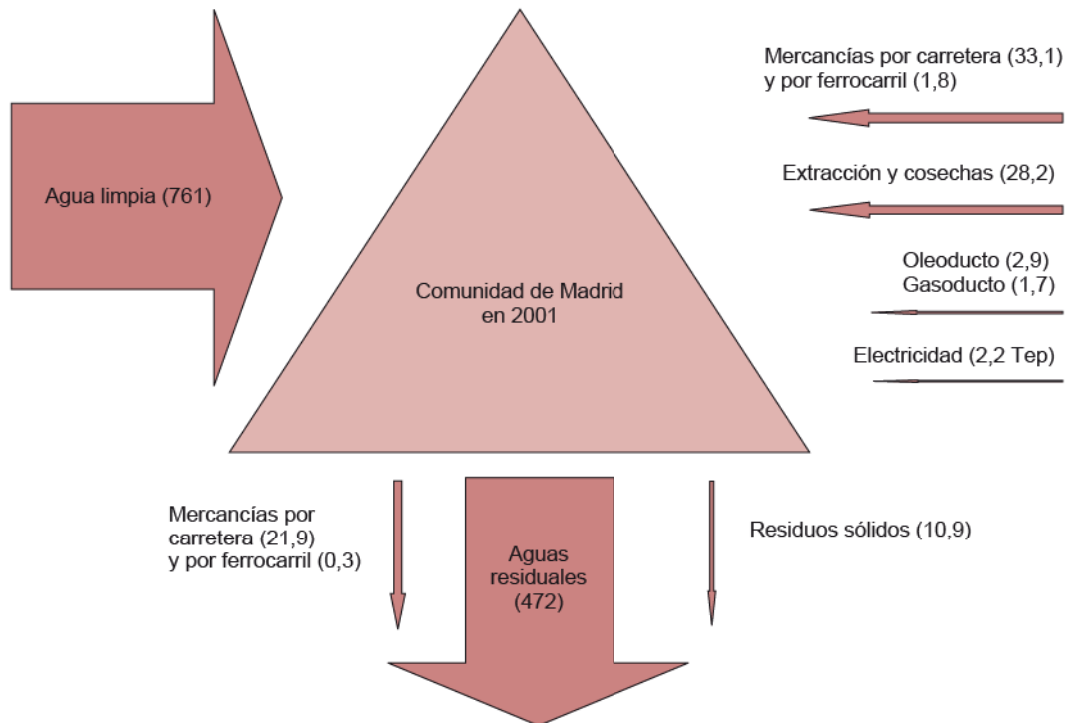 Mercancías por carretera (33,1)
y por ferrocarril (1,8)
Agua limpia (761)
Extracción y cosechas (28,2)
Oleoducto (2,9)
Gasoducto (1,7)
Comunidad de Madrid
en 2001
Electricidad (2,2 Tep)
Mercancías por
carretera (21,9)
y por ferrocarril (0,3)
Aguas
residuales
(472)
Residuos sólidos (10,9)